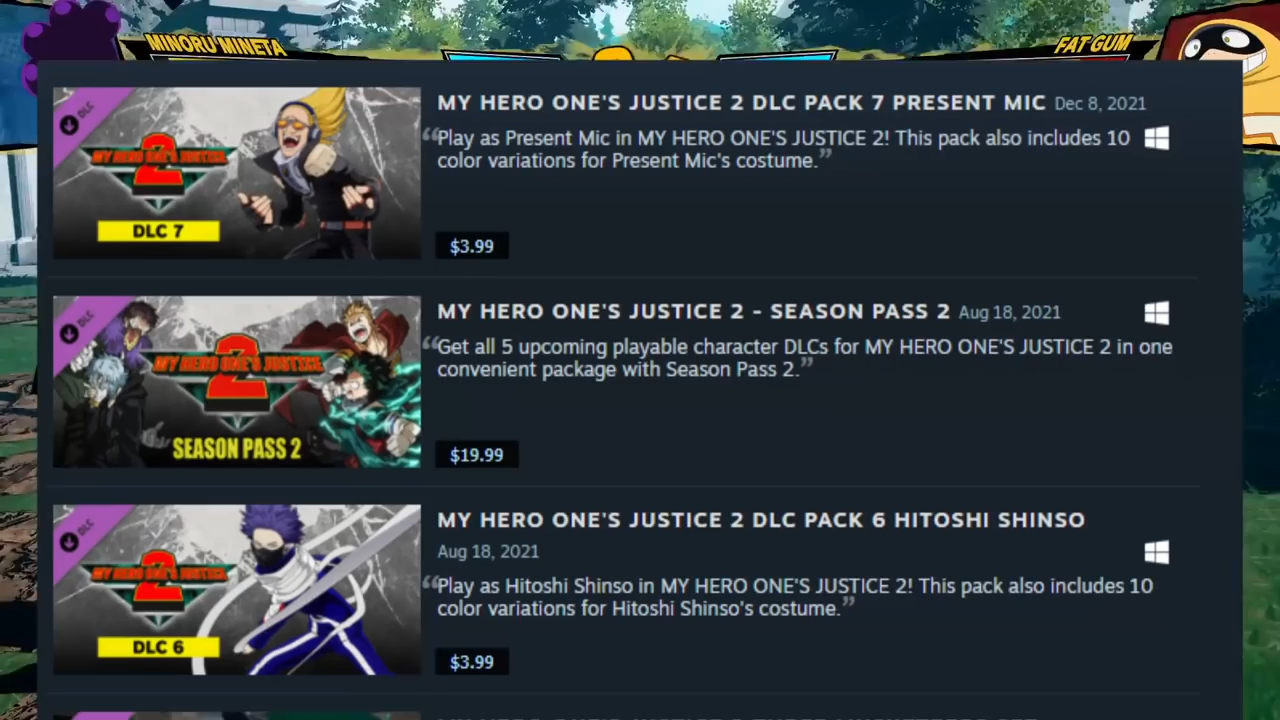 MINORU MINETA
FAT GUM
DLC
MY HERO ONE'S JUSTICE
2
DLC 7
MY HERO ONE'S JUSTICE 2 DLC PACK 7 PRESENT MIC Dec 8, 2021
“Play as Present Mic in MY HERO ONE'S JUSTICE 2! This pack also includes 10
color variations for Present Mic's costume.”
$3.99
DLC
MY HERO ONE'S JUSTICE
2
SEASON PASS 2
MY HERO ONE'S JUSTICE 2 - SEASON PASS 2 Aug 18, 2021
“Get all 5 upcoming playable character DLCs for MY HERO ONE'S JUSTICE 2 in one
convenient package with Season Pass 2.”
$19.99
DLC
MY HERO ONE'S JUSTICE
2
DLC 6
MY HERO ONE'S JUSTICE 2 DLC PACK 6 HITOSHI SHINSO
Aug 18, 2021
“Play as Hitoshi Shinso in MY HERO ONE'S JUSTICE 2! This pack also includes 10
color variations for Hitoshi Shinso's costume.”
$3.99